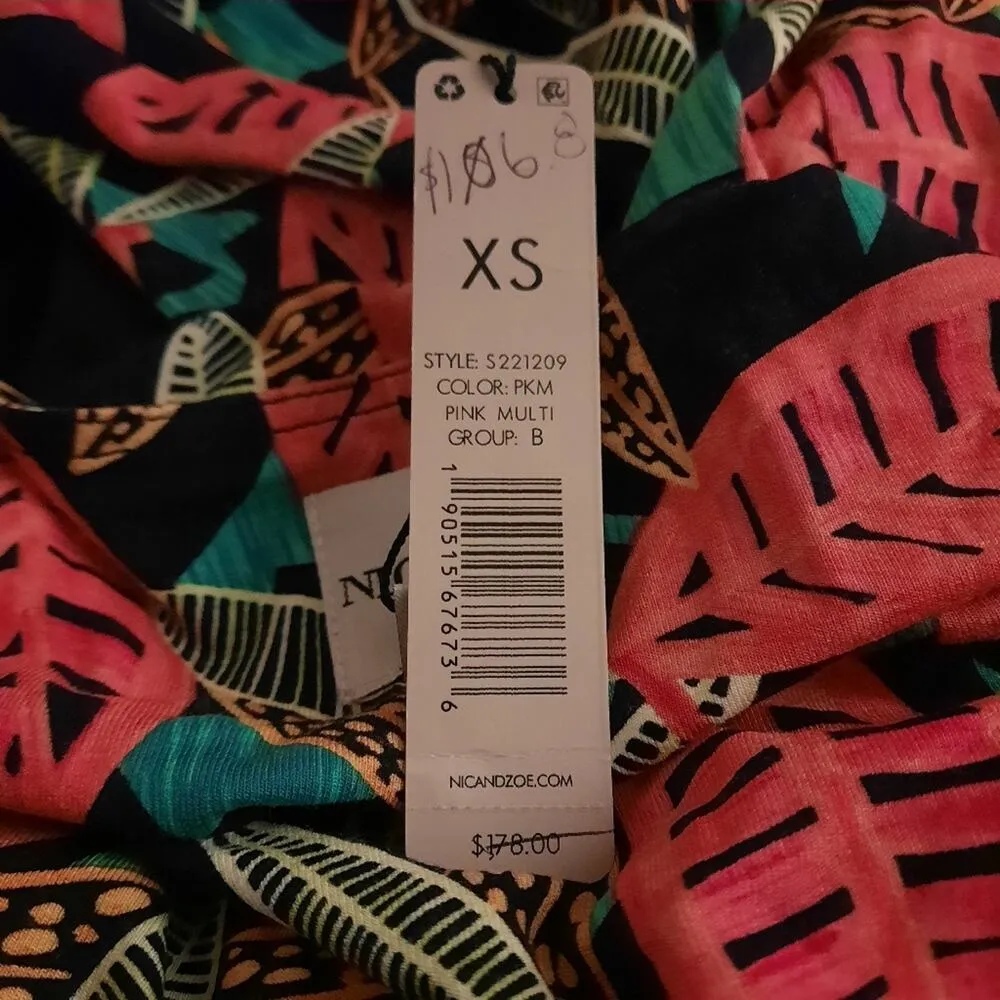 $106.8
XS
STYLE: S221209
COLOR: PKM
PINK MULTI
GROUP: B
1 90515 67673 6
NICANDZOE.COM
$178.00